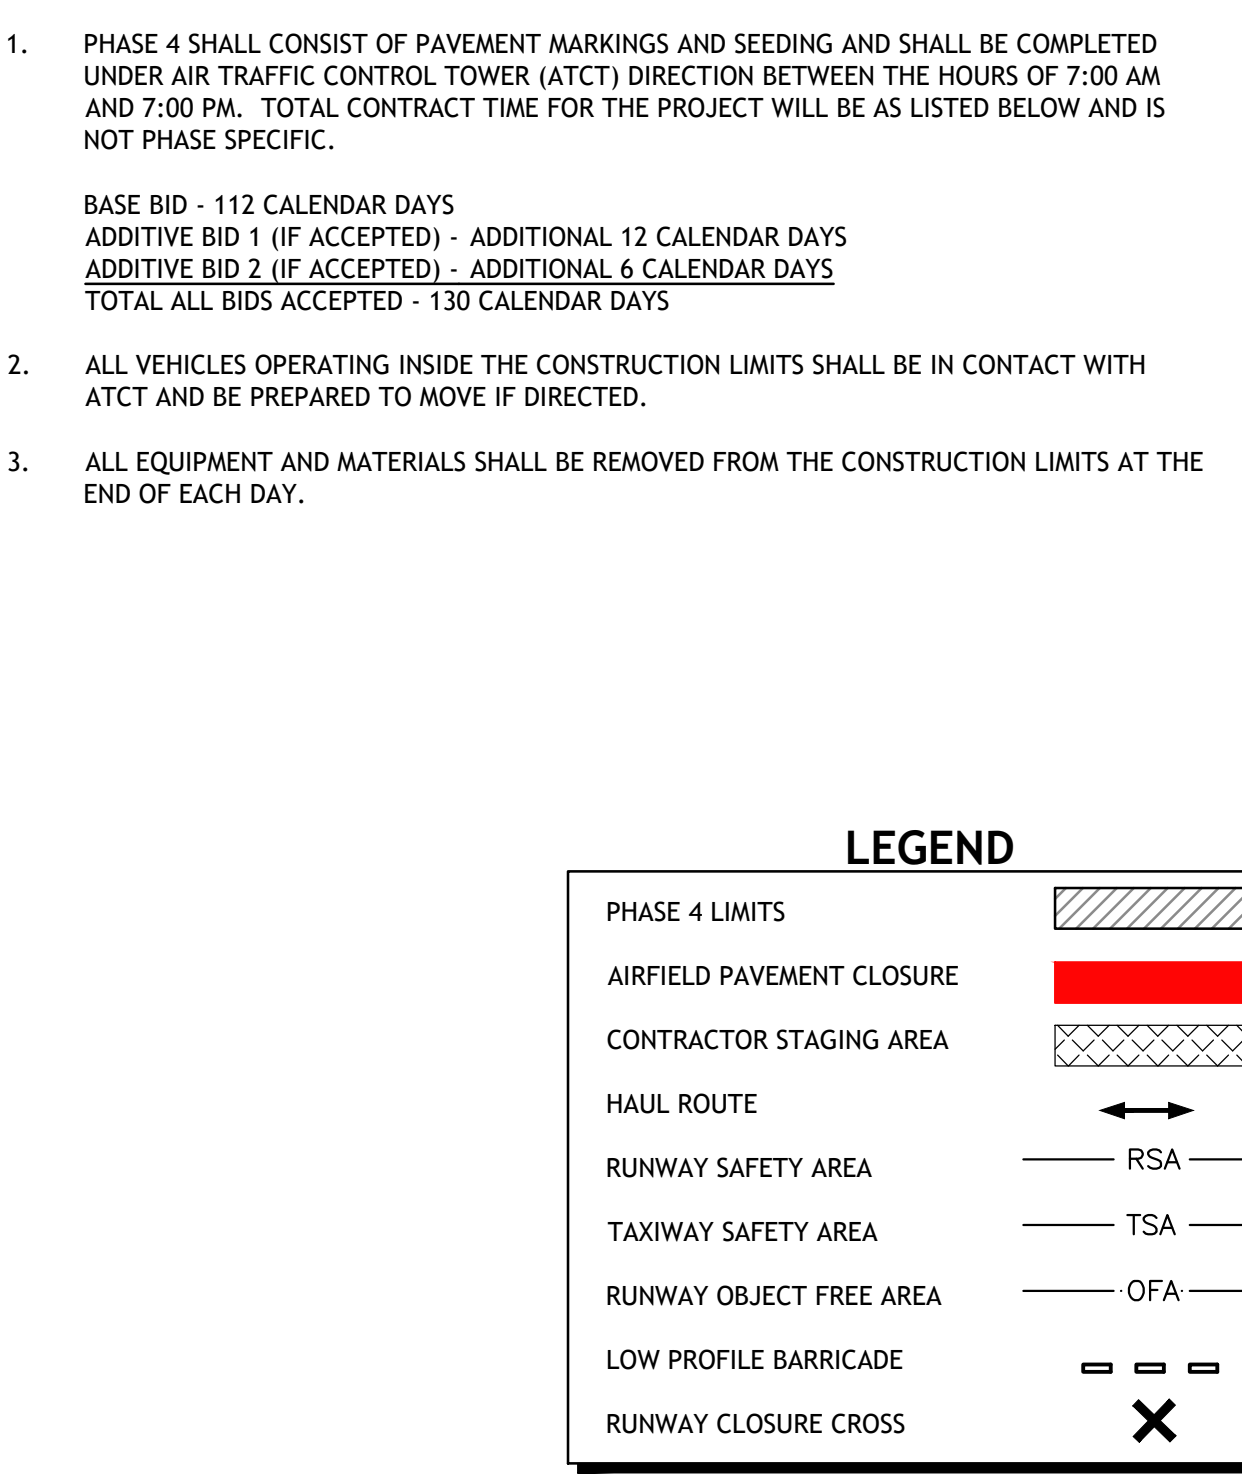 1. PHASE 4 SHALL CONSIST OF PAVEMENT MARKINGS AND SEEDING AND SHALL BE COMPLETED
UNDER AIR TRAFFIC CONTROL TOWER (ATCT) DIRECTION BETWEEN THE HOURS OF 7:00 AM
AND 7:00 PM. TOTAL CONTRACT TIME FOR THE PROJECT WILL BE AS LISTED BELOW AND IS
NOT PHASE SPECIFIC.
BASE BID - 112 CALENDAR DAYS
ADDITIVE BID 1 (IF ACCEPTED) - ADDITIONAL 12 CALENDAR DAYS
ADDITIVE BID 2 (IF ACCEPTED) - ADDITIONAL 6 CALENDAR DAYS
TOTAL ALL BIDS ACCEPTED - 130 CALENDAR DAYS
2. ALL VEHICLES OPERATING INSIDE THE CONSTRUCTION LIMITS SHALL BE IN CONTACT WITH
ATCT AND BE PREPARED TO MOVE IF DIRECTED.
3. ALL EQUIPMENT AND MATERIALS SHALL BE REMOVED FROM THE CONSTRUCTION LIMITS AT THE
END OF EACH DAY.
LEGEND
PHASE 4 LIMITS
AIRFIELD PAVEMENT CLOSURE
CONTRACTOR STAGING AREA
HAUL ROUTE
RUNWAY SAFETY AREA RSA
TAXIWAY SAFETY AREA TSA
RUNWAY OBJECT FREE AREA OFA
LOW PROFILE BARRICADE
RUNWAY CLOSURE CROSS